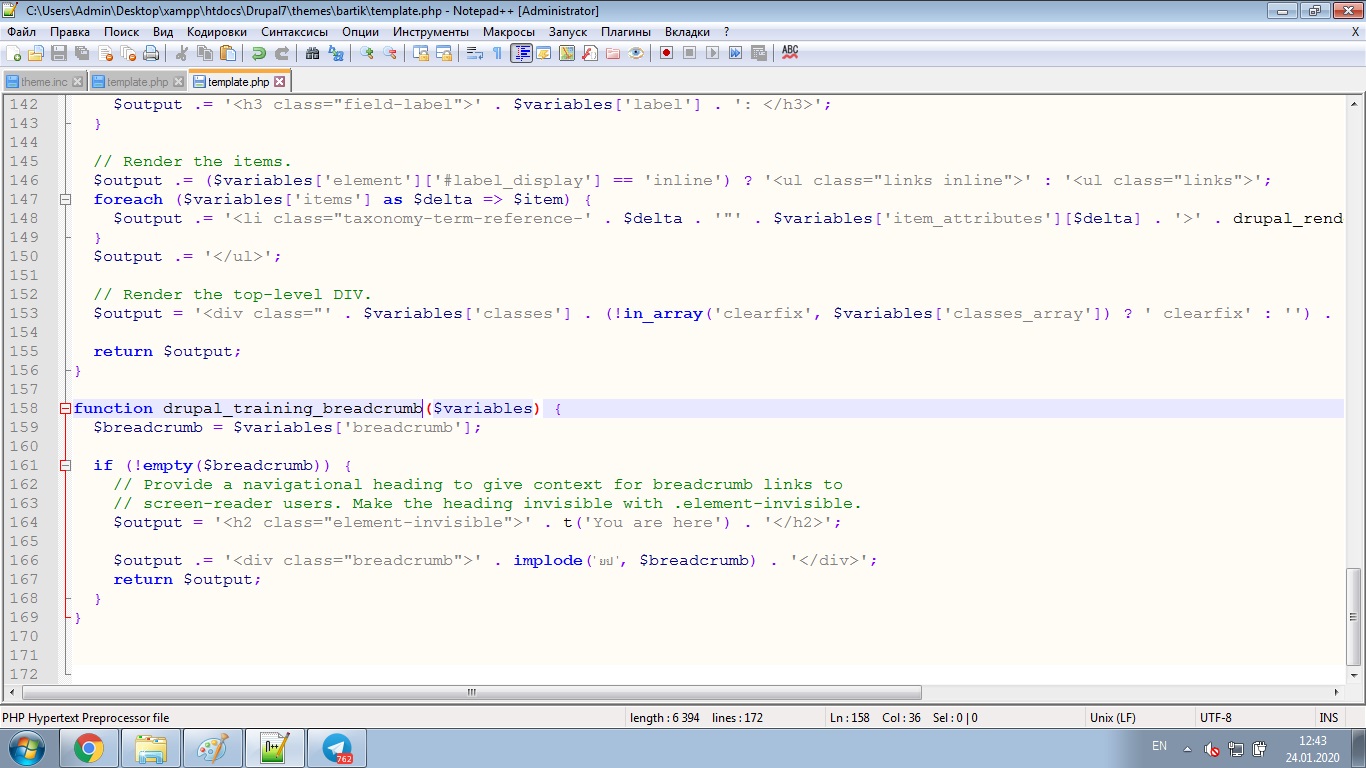 C:\Users\Admin\Desktop\xampp\htdocs\Drupal7\themes\bartik\template.php - Notepad++ [Administrator]
Файл Правка Поиск Вид Кодировки Синтаксисы Опции Инструменты Макросы Запуск Плагины Вкладки ? X
ABC
theme.inc template.php template.php
142 $output .= '<h3 class="field-label">' . $variables['label'] . ': </h3>';
143 }
144
145 // Render the items.
146 $output .= ($variables['element']['#label_display'] == 'inline') ? '<ul class="links inline">' : '<ul class="links">';
147 foreach ($variables['items'] as $delta => $item) {
148 $output .= '<li class="taxonomy-term-reference-' . $delta . '"' . $variables['item_attributes'][$delta] . '>' . drupal_rend
149 }
150 $output .= '</ul>';
151
152 // Render the top-level DIV.
153 $output = '<div class="' . $variables['classes'] . (!in_array('clearfix', $variables['classes_array']) ? ' clearfix' : '') .
154
155 return $output;
156 }
157
158 function drupal_training_breadcrumb($variables) {
159 $breadcrumb = $variables['breadcrumb'];
160
161 if (!empty($breadcrumb)) {
162 // Provide a navigational heading to give context for breadcrumb links to
163 // screen-reader users. Make the heading invisible with .element-invisible.
164 $output = '<h2 class="element-invisible">' . t('You are here') . '</h2>';
165
166 $output .= '<div class="breadcrumb">' . implode('', $breadcrumb) . '</div>';
167 return $output;
168 }
169 }
170
171
172
PHP Hypertext Preprocessor file length : 6 394 lines : 172 Ln : 158 Col : 36 Sel : 0 | 0 Unix (LF) UTF-8 INS
762 EN 12:43
24.01.2020